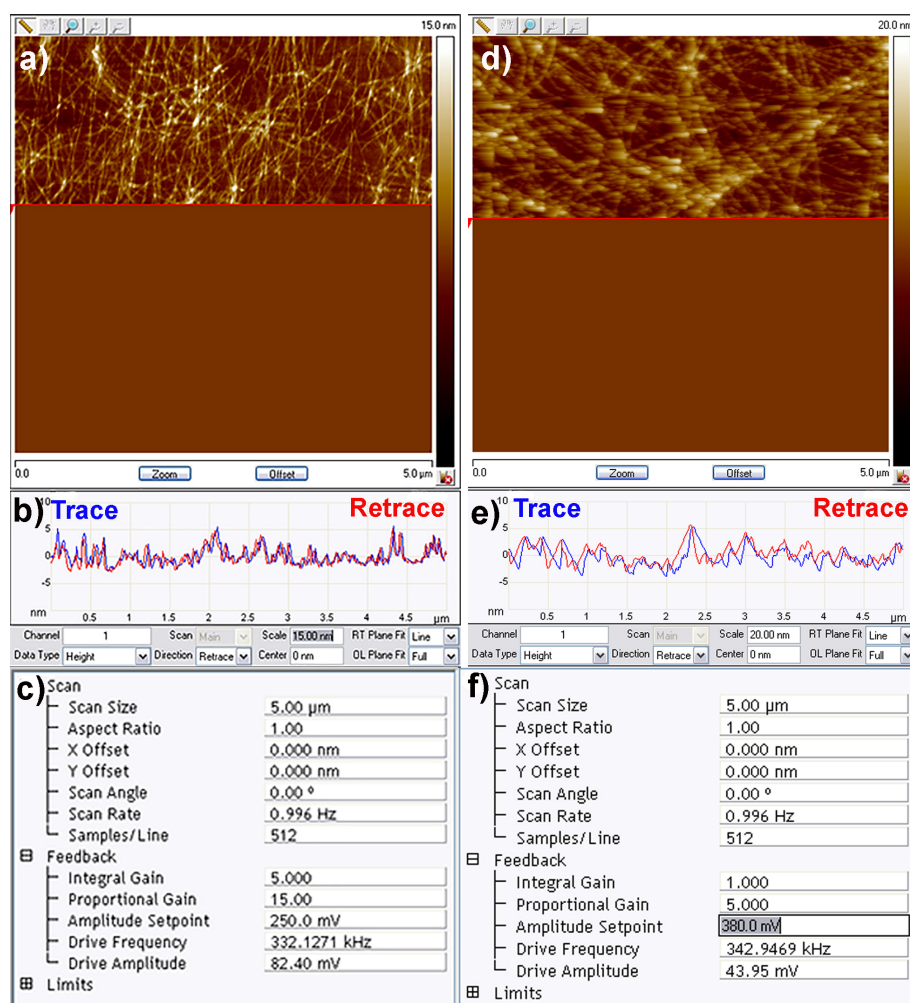 a)
15.0 nm
0.0 Zoom Offset 5.0 µm
b) Trace Retrace
10
5
0
-5
nm 0.5 1 1.5 2 2.5 3 3.5 4 4.5 µm
Channel 1 Scan Main Scale 15.00 nm RT Plane Fit Line
Data Type Height Direction Retrace Center 0 nm OL Plane Fit Full
c)
Scan
Scan Size 5.00 µm
Aspect Ratio 1.00
X Offset 0.000 nm
Y Offset 0.000 nm
Scan Angle 0.00 º
Scan Rate 0.996 Hz
Samples/Line 512
Feedback
Integral Gain 5.000
Proportional Gain 15.00
Amplitude Setpoint 250.0 mV
Drive Frequency 332.1271 kHz
Drive Amplitude 82.40 mV
Limits
d)
20.0 nm
0.0 Zoom Offset 5.0 µm
e) Trace Retrace
10
5
0
-5
nm 0.5 1 1.5 2 2.5 3 3.5 4 4.5 µm
Channel 1 Scan Main Scale 20.00 nm RT Plane Fit Line
Data Type Height Direction Retrace Center 0 nm OL Plane Fit Full
f)
Scan
Scan Size 5.00 µm
Aspect Ratio 1.00
X Offset 0.000 nm
Y Offset 0.000 nm
Scan Angle 0.00 º
Scan Rate 0.996 Hz
Samples/Line 512
Feedback
Integral Gain 1.000
Proportional Gain 5.000
Amplitude Setpoint 380.0 mV
Drive Frequency 342.9469 kHz
Drive Amplitude 43.95 mV
Limits